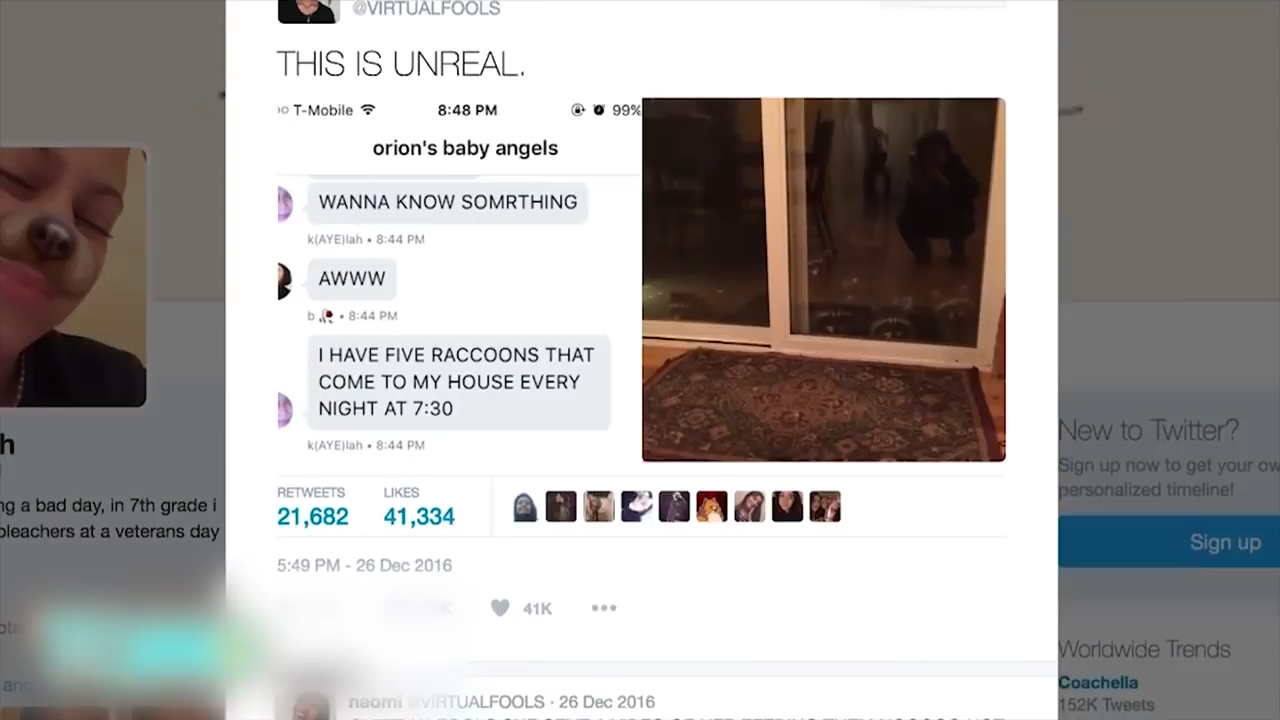 @VIRTUALFOOLS
THIS IS UNREAL.
T-Mobile 8:48 PM 99%
orion's baby angels
WANNA KNOW SOMRTHING
k(AYE)lah • 8:44 PM
AWWW
b 🥀 • 8:44 PM
I HAVE FIVE RACCOONS THAT
COME TO MY HOUSE EVERY
NIGHT AT 7:30
k(AYE)lah • 8:44 PM
RETWEETS LIKES
21,682 41,334
5:49 PM - 26 Dec 2016
41K •••
naomi @VIRTUALFOOLS · 26 Dec 2016
h
ng a bad day, in 7th grade i
bleachers at a veterans day
New to Twitter?
Sign up now to get your ow
personalized timeline!
Sign up
Worldwide Trends
Coachella
152K Tweets